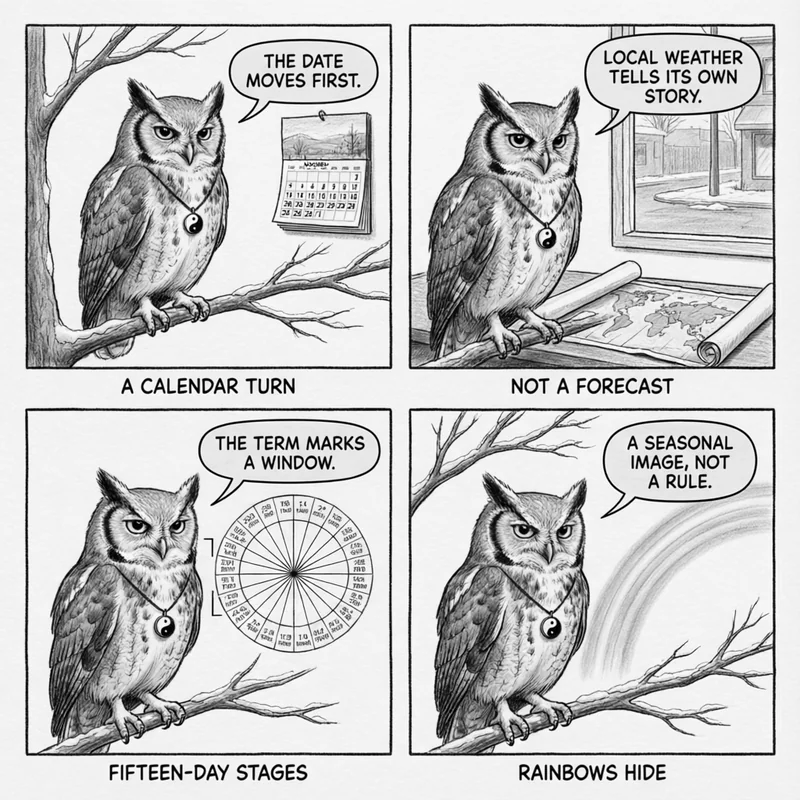 THE DATE
MOVES FIRST.
A CALENDAR TURN
LOCAL WEATHER
TELLS ITS OWN
STORY.
NOT A FORECAST
THE TERM MARKS
A WINDOW.
FIFTEEN-DAY STAGES
A SEASONAL
IMAGE, NOT
A RULE.
RAINBOWS HIDE